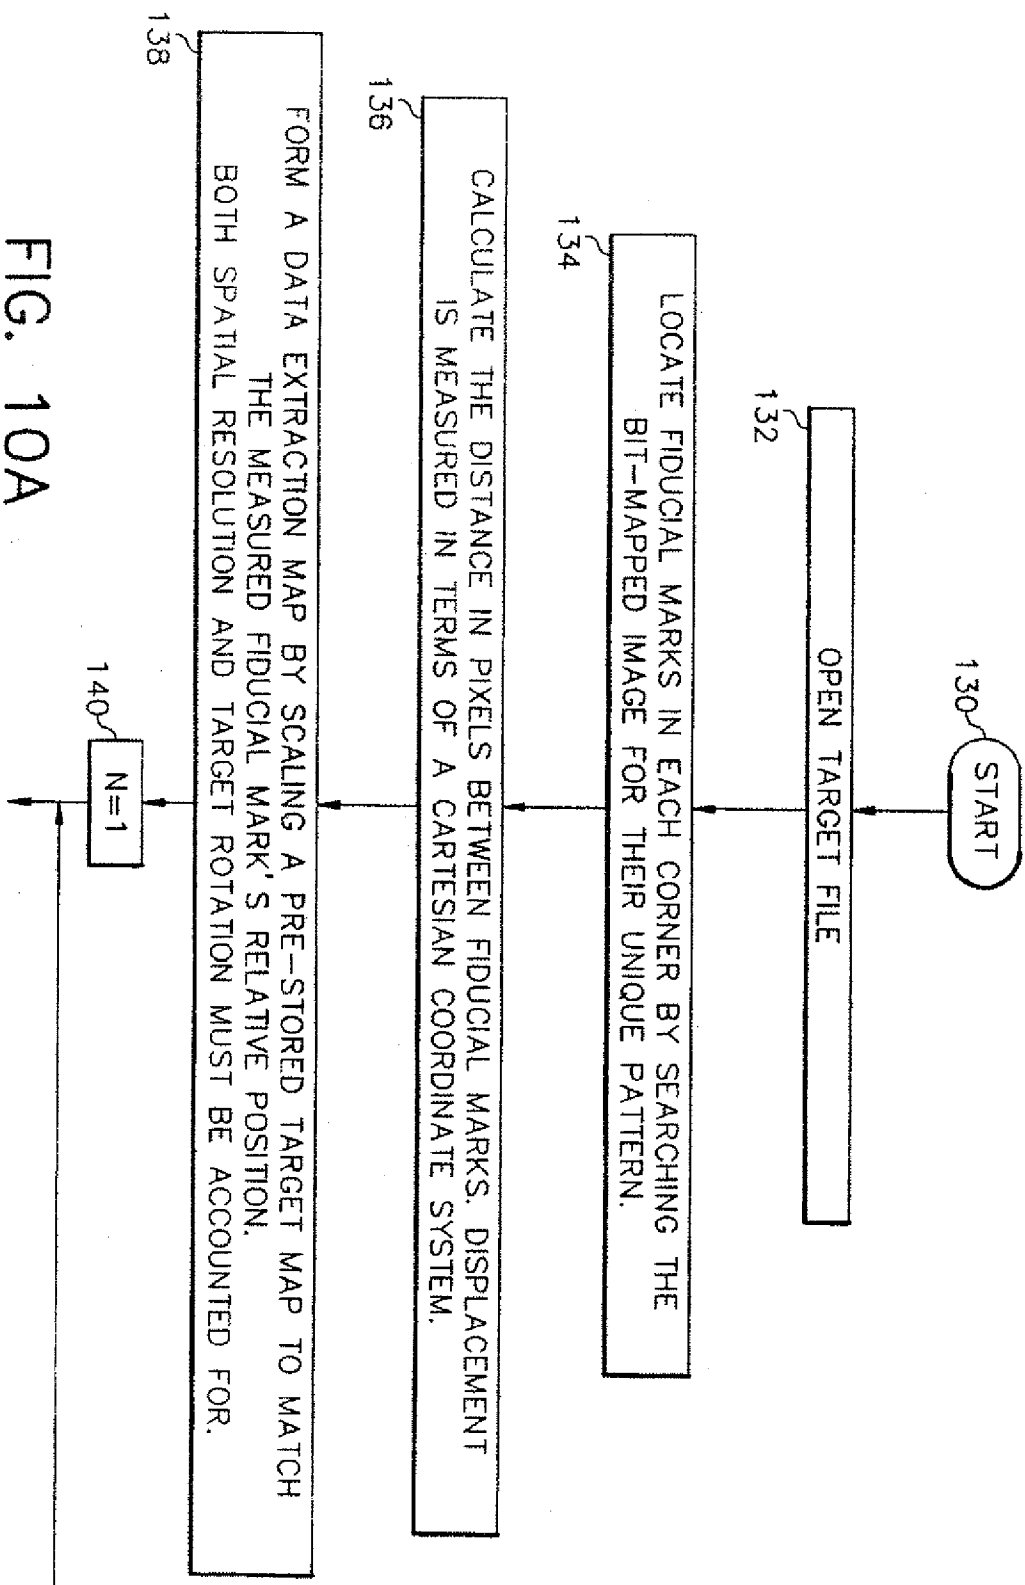 130
START
132
OPEN TARGET FILE
134
LOCATE FIDUCIAL MARKS IN EACH CORNER BY SEARCHING THE
BIT-MAPPED IMAGE FOR THEIR UNIQUE PATTERN.
136
CALCULATE THE DISTANCE IN PIXELS BETWEEN FIDUCIAL MARKS. DISPLACEMENT
IS MEASURED IN TERMS OF A CARTESIAN COORDINATE SYSTEM.
138
FORM A DATA EXTRACTION MAP BY SCALING A PRE-STORED TARGET MAP TO MATCH
THE MEASURED FIDUCIAL MARK'S RELATIVE POSITION.
BOTH SPATIAL RESOLUTION AND TARGET ROTATION MUST BE ACCOUNTED FOR.
140
N=1
FIG. 10A